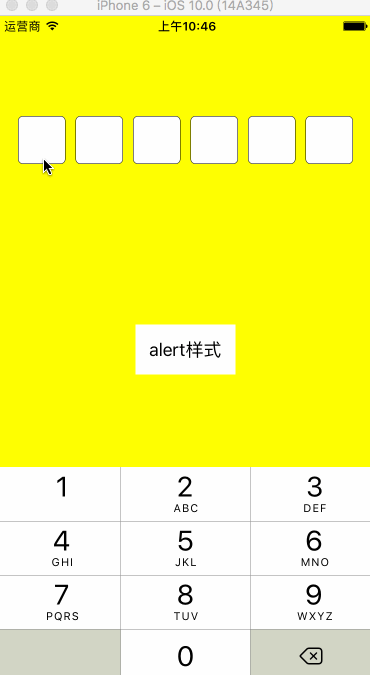 iPhone 6 – iOS 10.0 (14A345)
运营商 上午10:46
alert样式
1 2 3
ABC DEF
4 5 6
GHI JKL MNO
7 8 9
PQRS TUV WXYZ
0